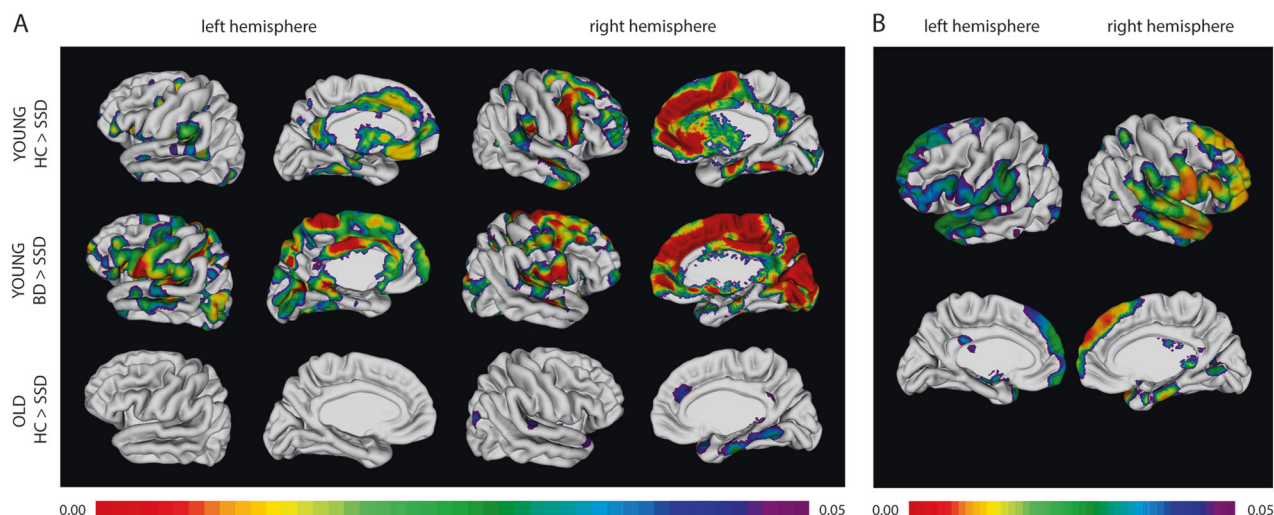 A
left hemisphere
right hemisphere
YOUNG
HC > SSD
YOUNG
BD > SSD
OLD
HC > SSD
0.00
0.05
B
left hemisphere
right hemisphere
0.00
0.05